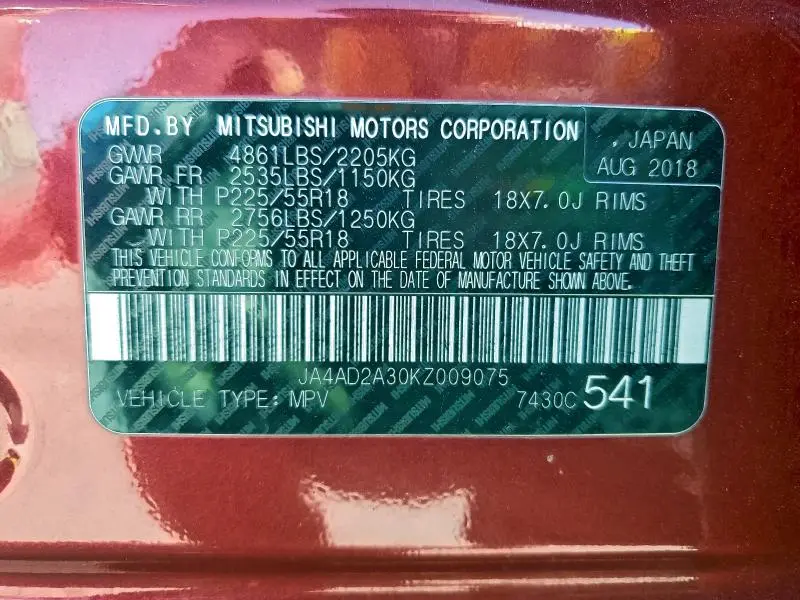 MFD.BY MITSUBISHI MOTORS CORPORATION
, JAPAN
AUG 2018
GVWR 4861LBS/2205KG
GAWR FR 2535LBS/1150KG
WITH P225/55R18 TIRES 18X7.0J RIMS
GAWR RR 2756LBS/1250KG
WITH P225/55R18 TIRES 18X7.0J RIMS
THIS VEHICLE CONFORMS TO ALL APPLICABLE FEDERAL MOTOR VEHICLE SAFETY AND THEFT
PREVENTION STANDARDS IN EFFECT ON THE DATE OF MANUFACTURE SHOWN ABOVE.
JA4AD2A30KZ009075
VEHICLE TYPE: MPV 7430C 541